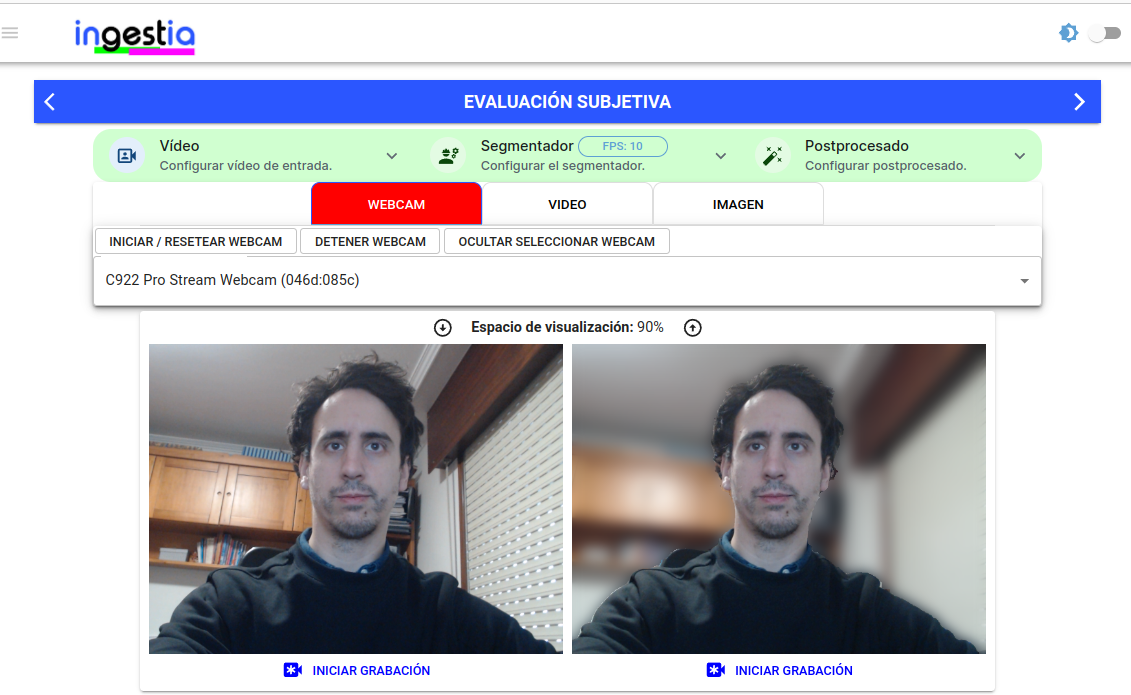 ingestia
EVALUACIÓN SUBJETIVA
Vídeo
Configurar vídeo de entrada.
Segmentador FPS: 10
Configurar el segmentador.
Postprocesado
Configurar postprocesado.
WEBCAM VIDEO IMAGEN
INICIAR / RESETEAR WEBCAM DETENER WEBCAM OCULTAR SELECCIONAR WEBCAM
C922 Pro Stream Webcam (046d:085c)
Espacio de visualización: 90%
INICIAR GRABACIÓN INICIAR GRABACIÓN